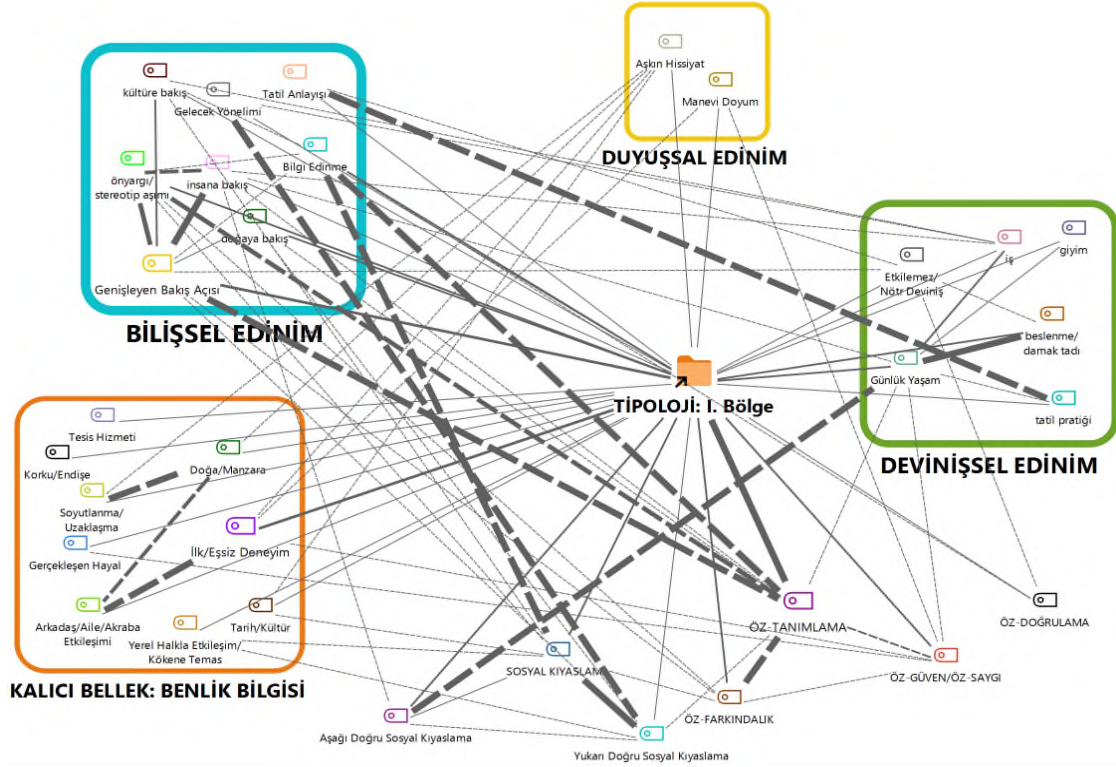 Aşkın Hissiyat
Manevi Doyum
DUYUŞSAL EDİNİM
kültüre bakış
Gelecek Yönelimi
Tatil Anlayışı
önyargı/
stereotip aşımı
insana bakış
Bilgi Edinme
doğaya bakış
Genişleyen Bakış Açısı
BİLİŞSEL EDİNİM
iş
giyim
Etkilemez/
Nötr Deviniş
beslenme/
damak tadı
Günlük Yaşam
tatil pratiği
DEVİNİŞSEL EDİNİM
TİPOLOJİ: I. Bölge
Tesis Hizmeti
Korku/Endişe
Doğa/Manzara
Soyutlanma/
Uzaklaşma
Gerçekleşen Hayal
İlk/Eşsiz Deneyim
Arkadaş/Aile/Akraba
Etkileşimi
Yerel Halkla Etkileşim/
Kökene Temas
Tarih/Kültür
KALICI BELLEK: BENLİK BİLGİSİ
ÖZ-TANIMLAMA
ÖZ-DOĞRULAMA
SOSYAL KIYASLAMA
ÖZ-GÜVEN/ÖZ-SAYGI
ÖZ-FARKINDALIK
Aşağı Doğru Sosyal Kıyaslama
Yukarı Doğru Sosyal Kıyaslama